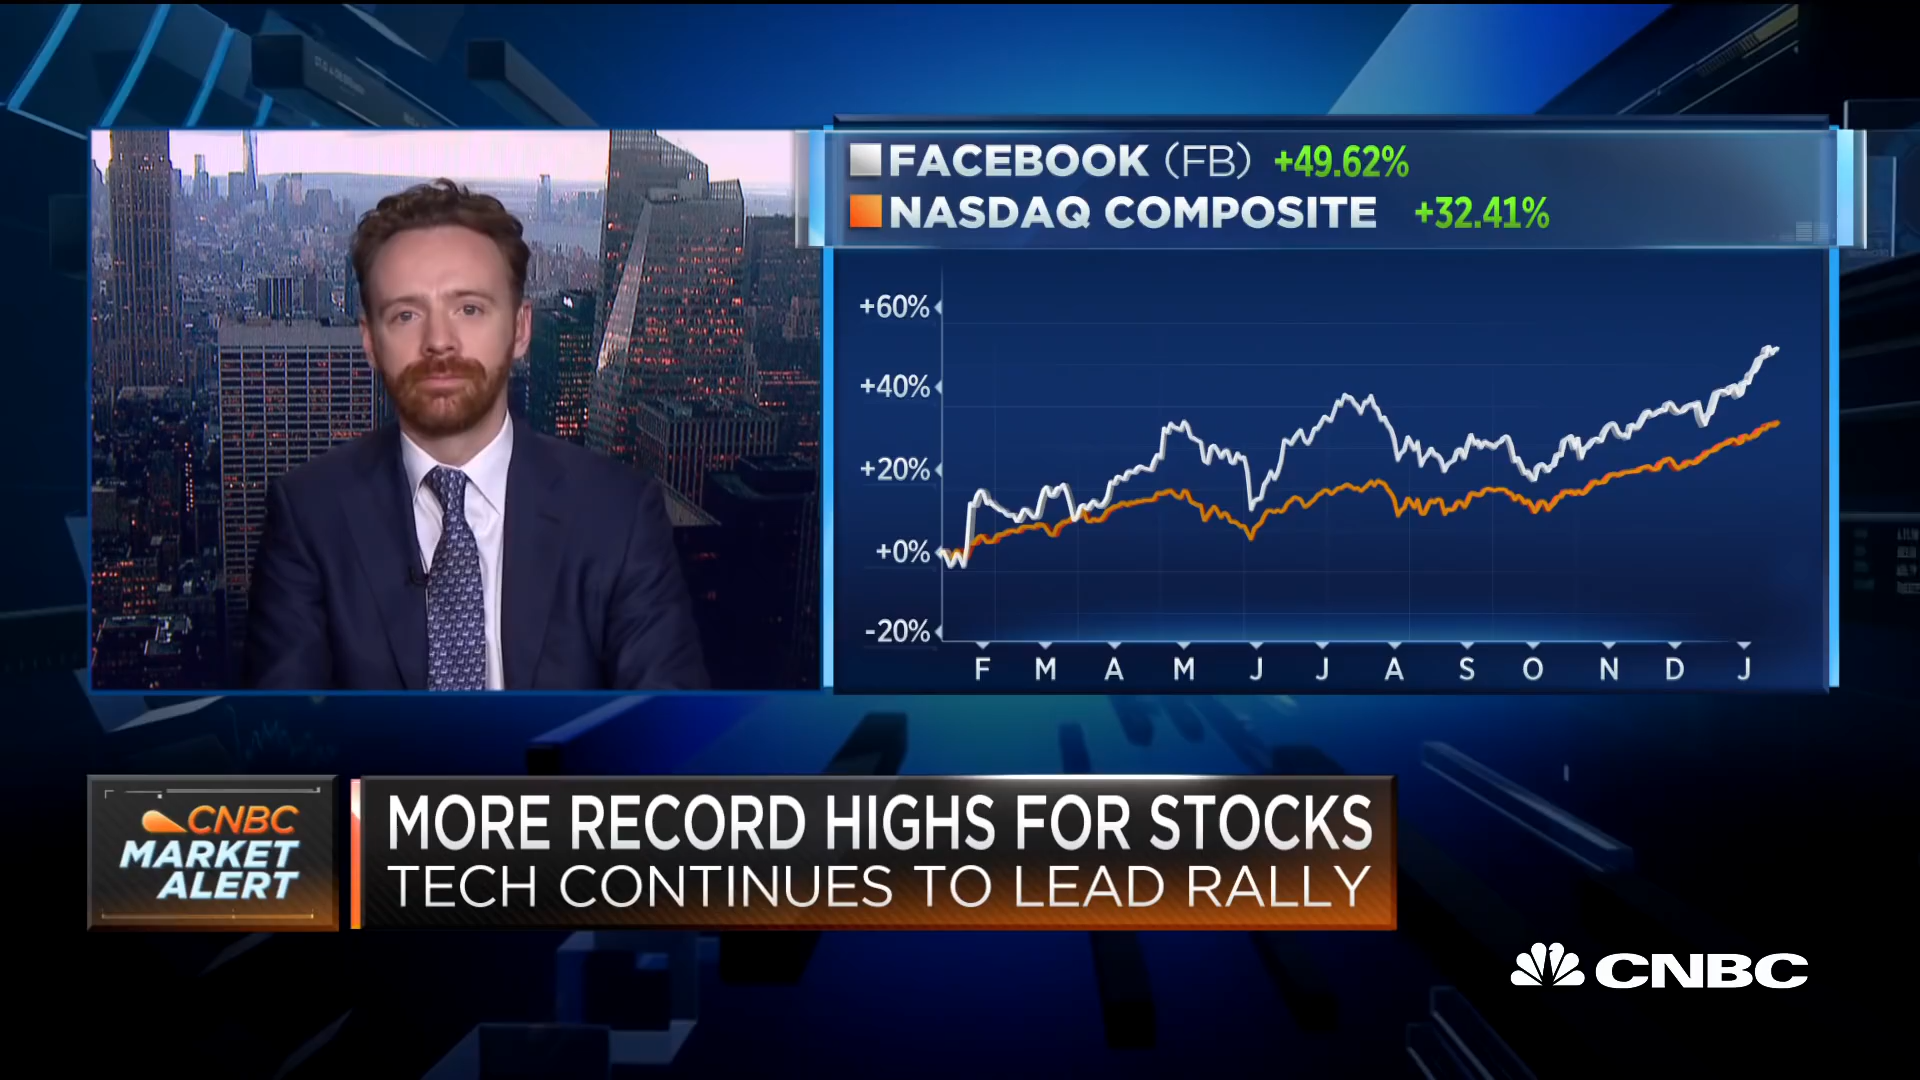 FACEBOOK (FB) +49.62%
NASDAQ COMPOSITE +32.41%
+60%
+40%
+20%
+0%
-20%
F M A M J J A S O N D J
CNBC
MARKET
ALERT
MORE RECORD HIGHS FOR STOCKS
TECH CONTINUES TO LEAD RALLY
CNBC